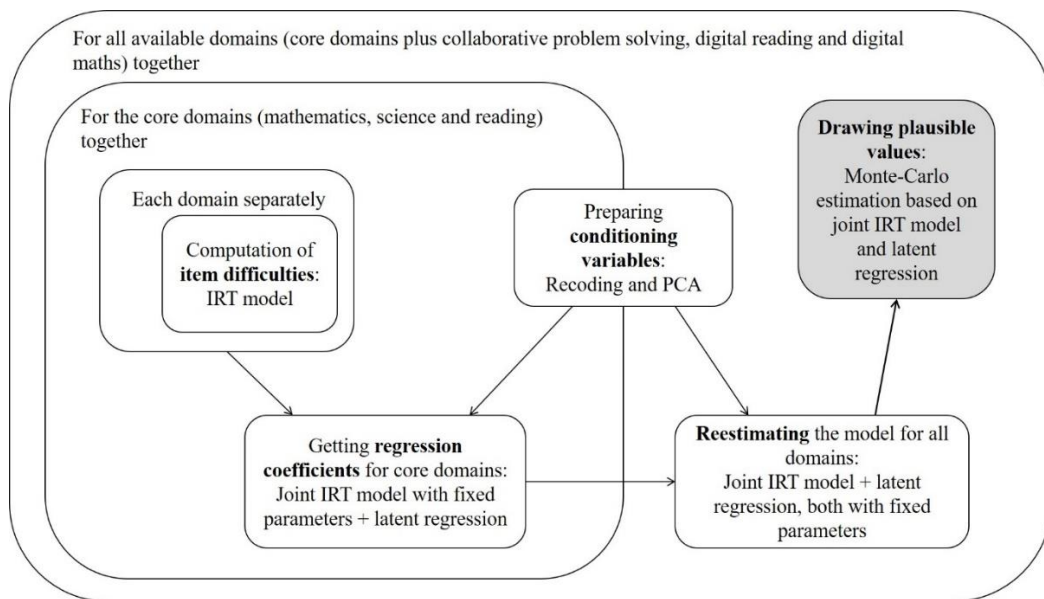 For all available domains (core domains plus collaborative problem solving, digital reading and digital
maths) together
For the core domains (mathematics, science and reading)
together
Each domain separately
Computation of
item difficulties:
IRT model
Preparing
conditioning
variables:
Recoding and PCA
Drawing plausible
values:
Monte-Carlo
estimation based on
joint IRT model
and latent
regression
Getting regression
coefficients for core domains:
Joint IRT model with fixed
parameters + latent regression
Reestimating the model for all
domains:
Joint IRT model + latent
regression, both with fixed
parameters